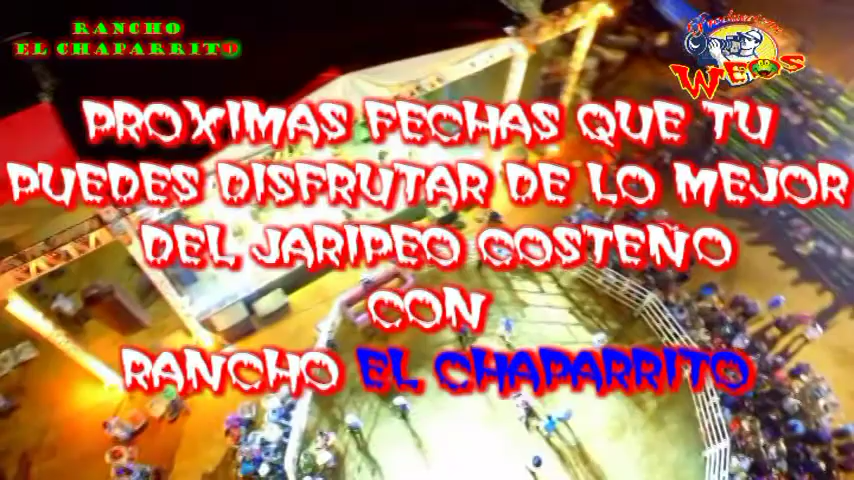 RANCHO
EL CHAPARRITO
Producciones
WEOS
PROXIMAS FECHAS QUE TU
PUEDES DISFRUTAR DE LO MEJOR
DEL JARIPEO COSTEÑO
CON
RANCHO EL CHAPARRITO